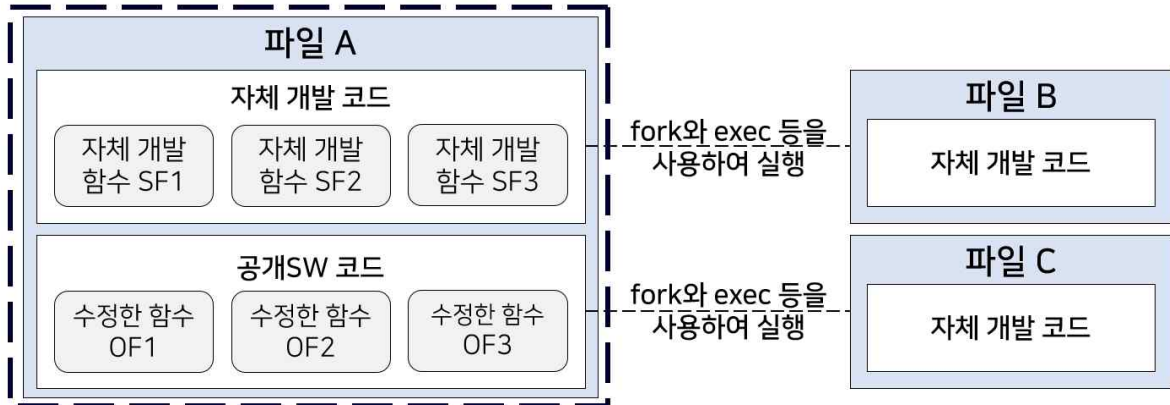 파일 A
자체 개발 코드
자체 개발
함수 SF1
자체 개발
함수 SF2
자체 개발
함수 SF3
공개SW 코드
수정한 함수
OF1
수정한 함수
OF2
수정한 함수
OF3
fork와 exec 등을
사용하여 실행
fork와 exec 등을
사용하여 실행
파일 B
자체 개발 코드
파일 C
자체 개발 코드